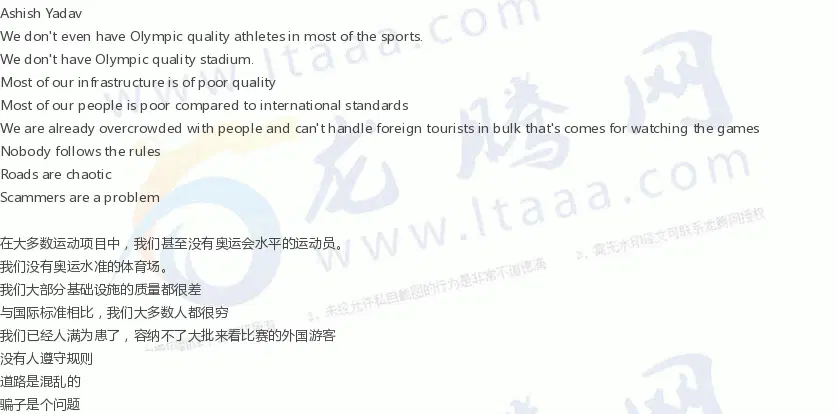 Ashish Yadav
We don't even have Olympic quality athletes in most of the sports.
We don't have Olympic quality stadium.
Most of our infrastructure is of poor quality
Most of our people is poor compared to international standards
We are already overcrowded with people and can't handle foreign tourists in bulk that's comes for watching the games
Nobody follows the rules
Roads are chaotic
Scammers are a problem
在大多数运动项目中，我们甚至没有奥运会水平的运动员。
我们没有奥运水准的体育场。
我们大部分基础设施的质量都很差
与国际标准相比，我们大多数人都很穷
我们已经人满为患了，容纳不了大批来看比赛的外国游客
没有人遵守规则
道路是混乱的
骗子是个问题
www.ltaaa.com
龙腾网
www.ltaaa.com
龙腾网